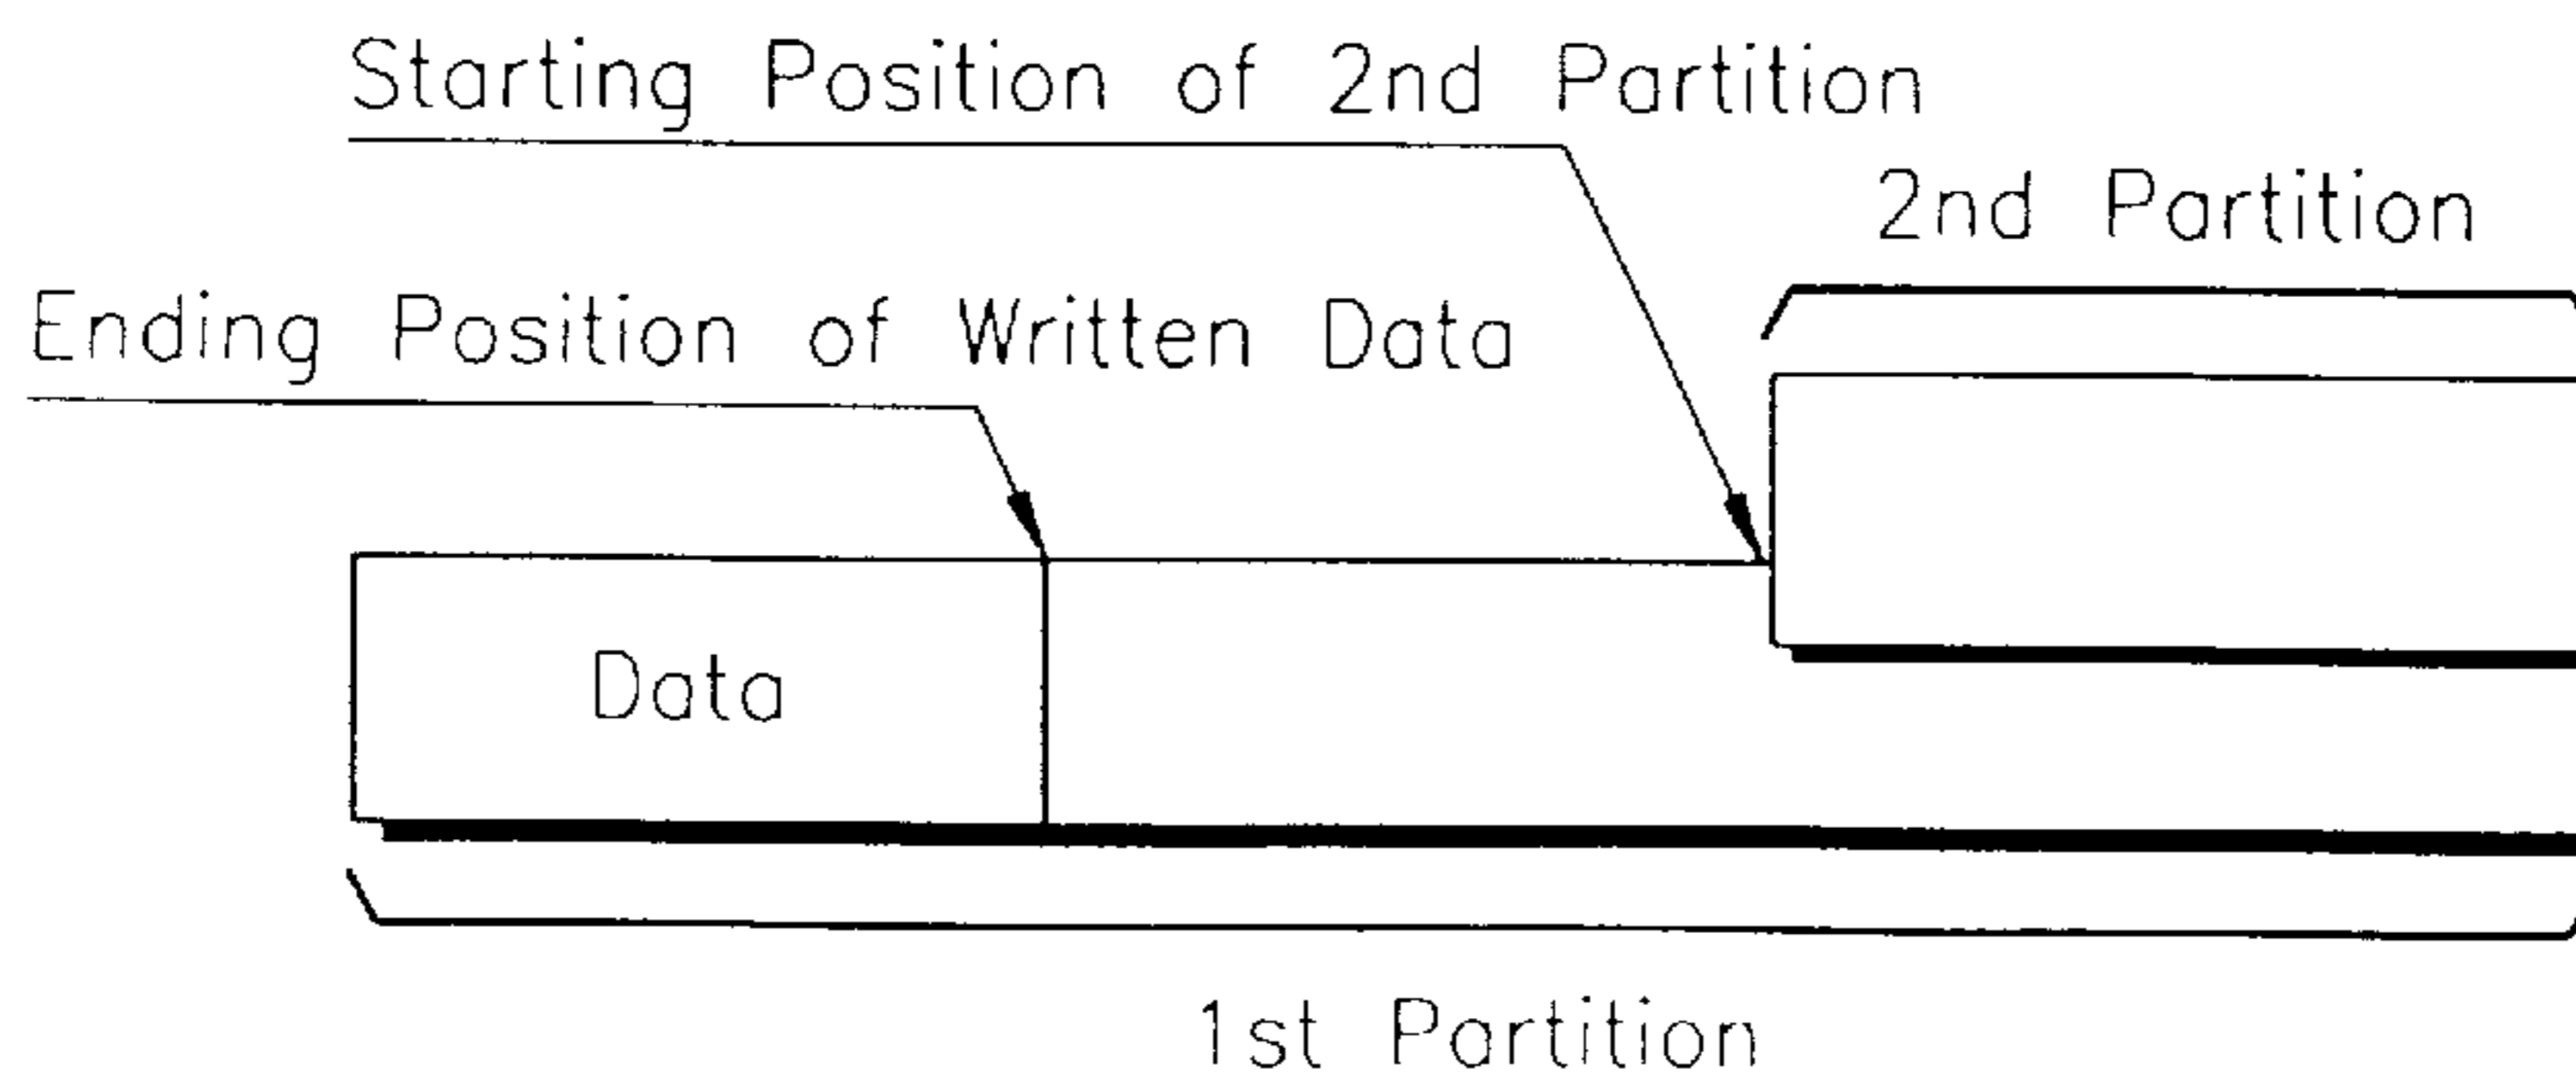 Starting Position of 2nd Partition
2nd Partition
Ending Position of Written Data
Data
1st Partition